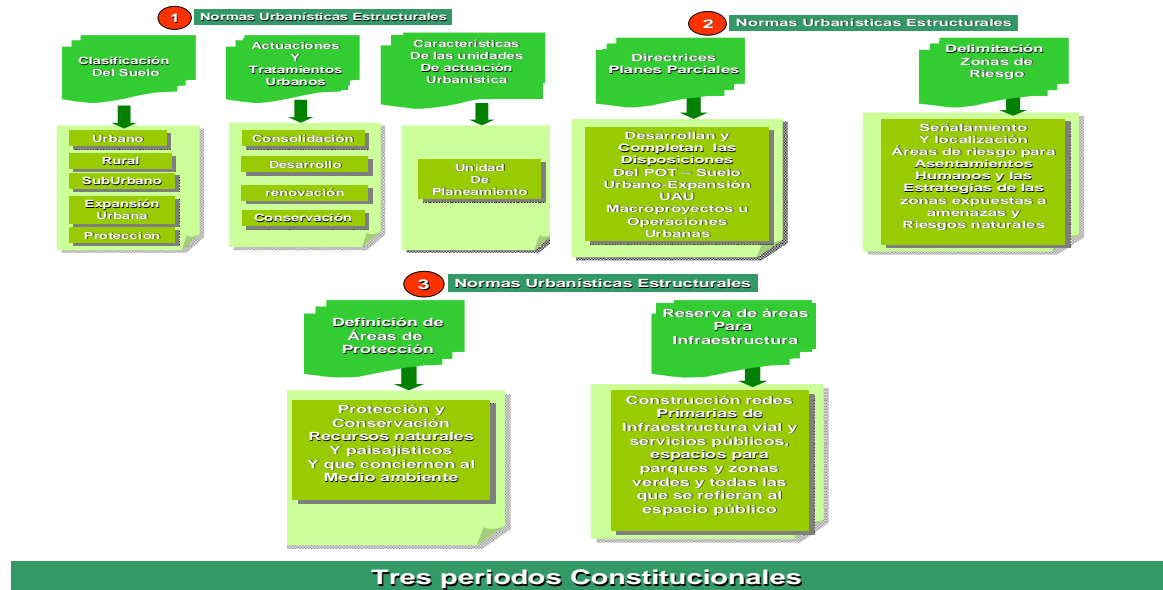 1 Normas Urbanísticas Estructurales
Clasificación
Del Suelo
Urbano
Rural
SubUrbano
Expansión
Urbana
Protección
Actuaciones
Y
Tratamientos
Urbanos
Consolidación
Desarrollo
renovación
Conservación
Características
De las unidades
De actuación
Urbanística
Unidad
De
Planeamiento
2 Normas Urbanísticas Estructurales
Directrices
Planes Parciales
Desarrollan y
Completan las
Disposiciones
Del POT – Suelo
Urbano-Expansión
UAU
Macroproyectos u
Operaciones
Urbanas
Delimitación
Zonas de
Riesgo
Señalamiento
Y localización
Áreas de riesgo para
Asentamientos
Humanos y las
Estrategias de las
zonas expuestas a
amenazas y
Riesgos naturales
3 Normas Urbanísticas Estructurales
Definición de
Áreas de
Protección
Protección y
Conservación
Recursos naturales
Y paisajísticos
Y que conciernen al
Medio ambiente
Reserva de áreas
Para
Infraestructura
Construcción redes
Primarias de
Infraestructura vial y
servicios públicos,
espacios para
parques y zonas
verdes y todas las
que se refieran al
espacio público
Tres periodos Constitucionales